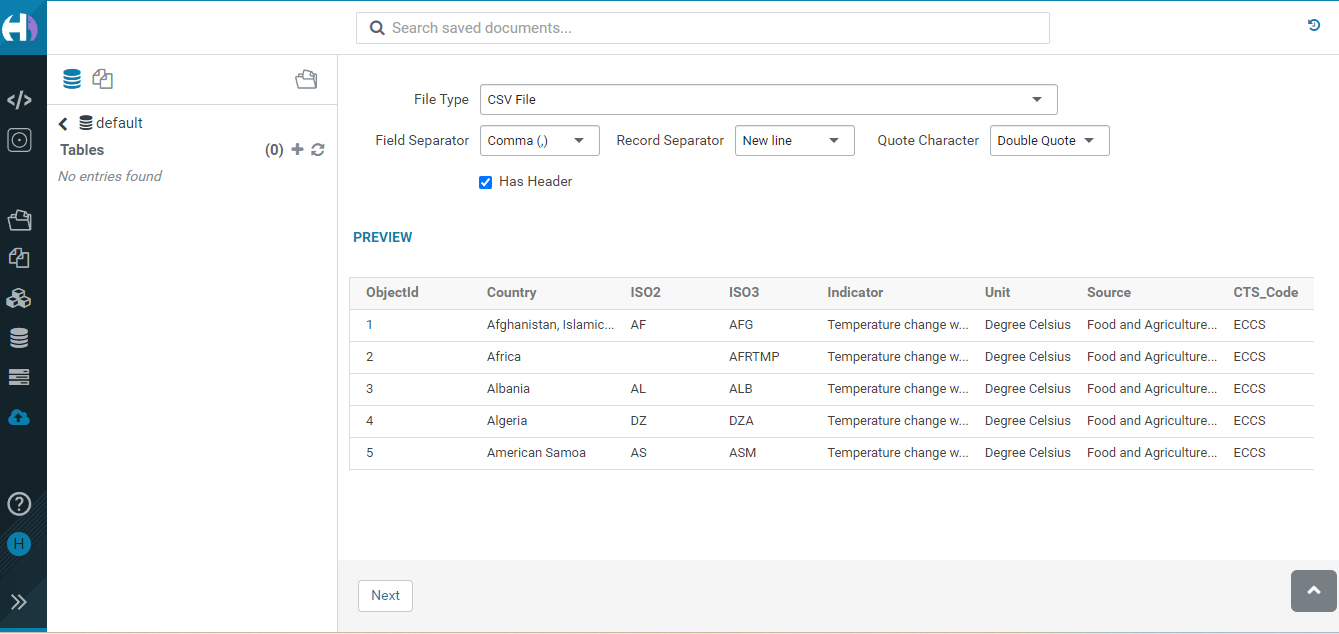 Search saved documents...
default
Tables (0)
No entries found
File Type CSV File
Field Separator Comma (,) Record Separator New line Quote Character Double Quote
Has Header
PREVIEW
ObjectId Country ISO2 ISO3 Indicator Unit Source CTS_Code
1 Afghanistan, Islamic... AF AFG Temperature change w... Degree Celsius Food and Agriculture... ECCS
2 Africa AFRTMP Temperature change w... Degree Celsius Food and Agriculture... ECCS
3 Albania AL ALB Temperature change w... Degree Celsius Food and Agriculture... ECCS
4 Algeria DZ DZA Temperature change w... Degree Celsius Food and Agriculture... ECCS
5 American Samoa AS ASM Temperature change w... Degree Celsius Food and Agriculture... ECCS
H
Next